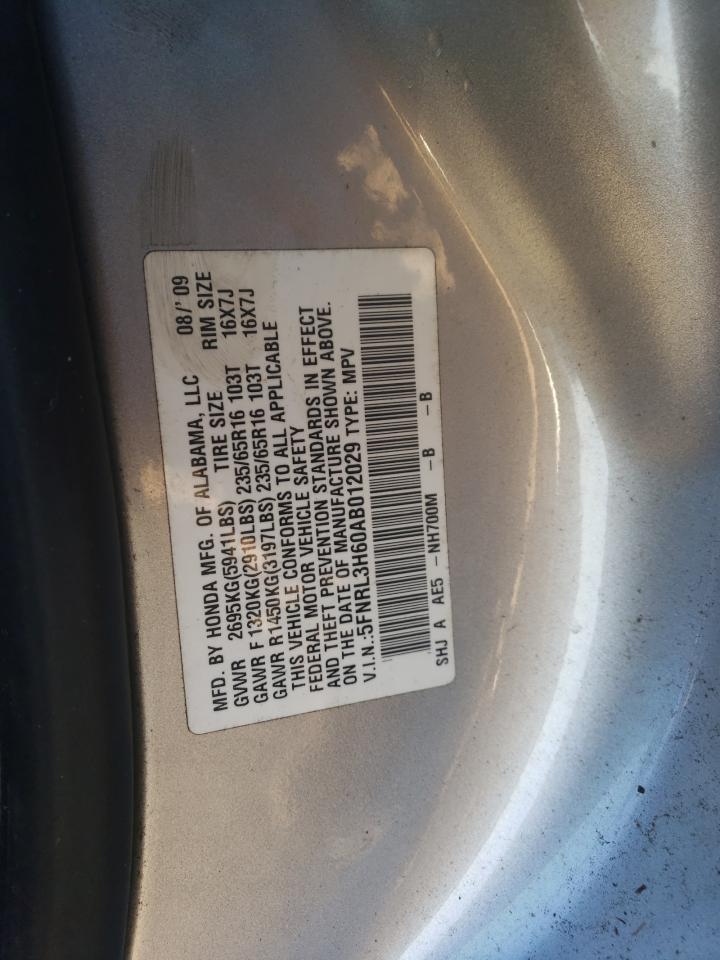 MFD. BY HONDA MFG. OF ALABAMA, LLC 08/' 09
GVWR 2695KG(5941LBS) TIRE SIZE RIM SIZE
GAWR F 1320KG(2910LBS) 235/65R16 103T 16X7J
GAWR R1450KG(3197LBS) 235/65R16 103T 16X7J
THIS VEHICLE CONFORMS TO ALL APPLICABLE
FEDERAL MOTOR VEHICLE SAFETY
AND THEFT PREVENTION STANDARDS IN EFFECT
ON THE DATE OF MANUFACTURE SHOWN ABOVE.
V.I.N.:5FNRL3H60AB012029 TYPE: MPV
SHJ A AE5 -NH700M -B -B